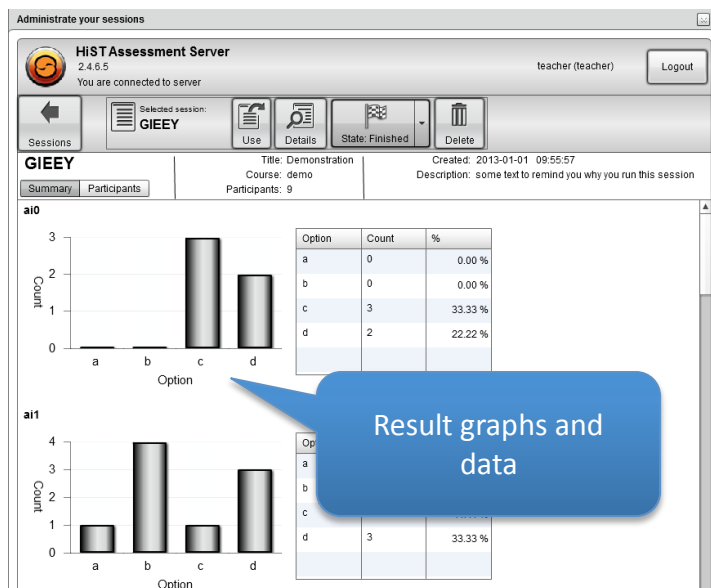 Administrate your sessions
HiST Assessment Server
2.4.6.5
You are connected to server
teacher (teacher)
Logout
Sessions
Selected session:
GIEEY
Use
Details
State: Finished
Delete
GIEEY
Summary
Participants
Title: Demonstration
Course: demo
Participants: 9
Created: 2013-01-01 09:55:57
Description: some text to remind you why you run this session
ai0
3
2
1
0
Count
a b c d
Option
Option Count %
a 0 0.00 %
b 0 0.00 %
c 3 33.33 %
d 2 22.22 %
Result graphs and
data
ai1
4
3
2
1
0
Count
a b c d
Option
a
b
c
d 3 33.33 %